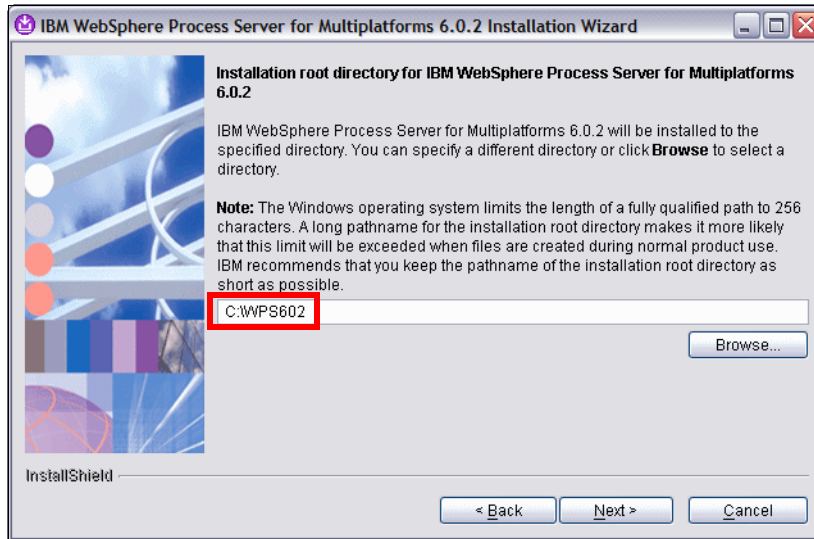 IBM WebSphere Process Server for Multiplatforms 6.0.2 Installation Wizard
Installation root directory for IBM WebSphere Process Server for Multiplatforms
6.0.2
IBM WebSphere Process Server for Multiplatforms 6.0.2 will be installed to the
specified directory. You can specify a different directory or click Browse to select a
directory.
Note: The Windows operating system limits the length of a fully qualified path to 256
characters. A long pathname for the installation root directory makes it more likely
that this limit will be exceeded when files are created during normal product use.
IBM recommends that you keep the pathname of the installation root directory as
short as possible.
C:\WPS602
Browse...
InstallShield
< Back Next > Cancel